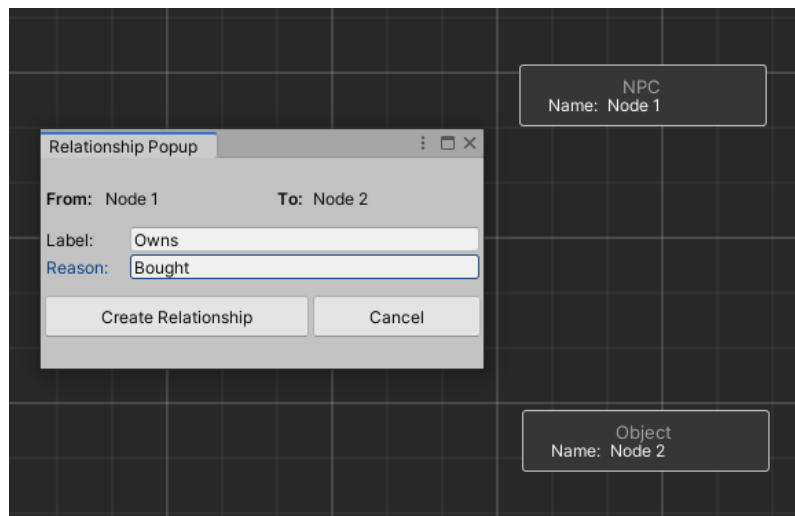 NPC
Name: Node 1
Relationship Popup
From: Node 1 To: Node 2
Label: Owns
Reason: Bought
Create Relationship Cancel
Object
Name: Node 2